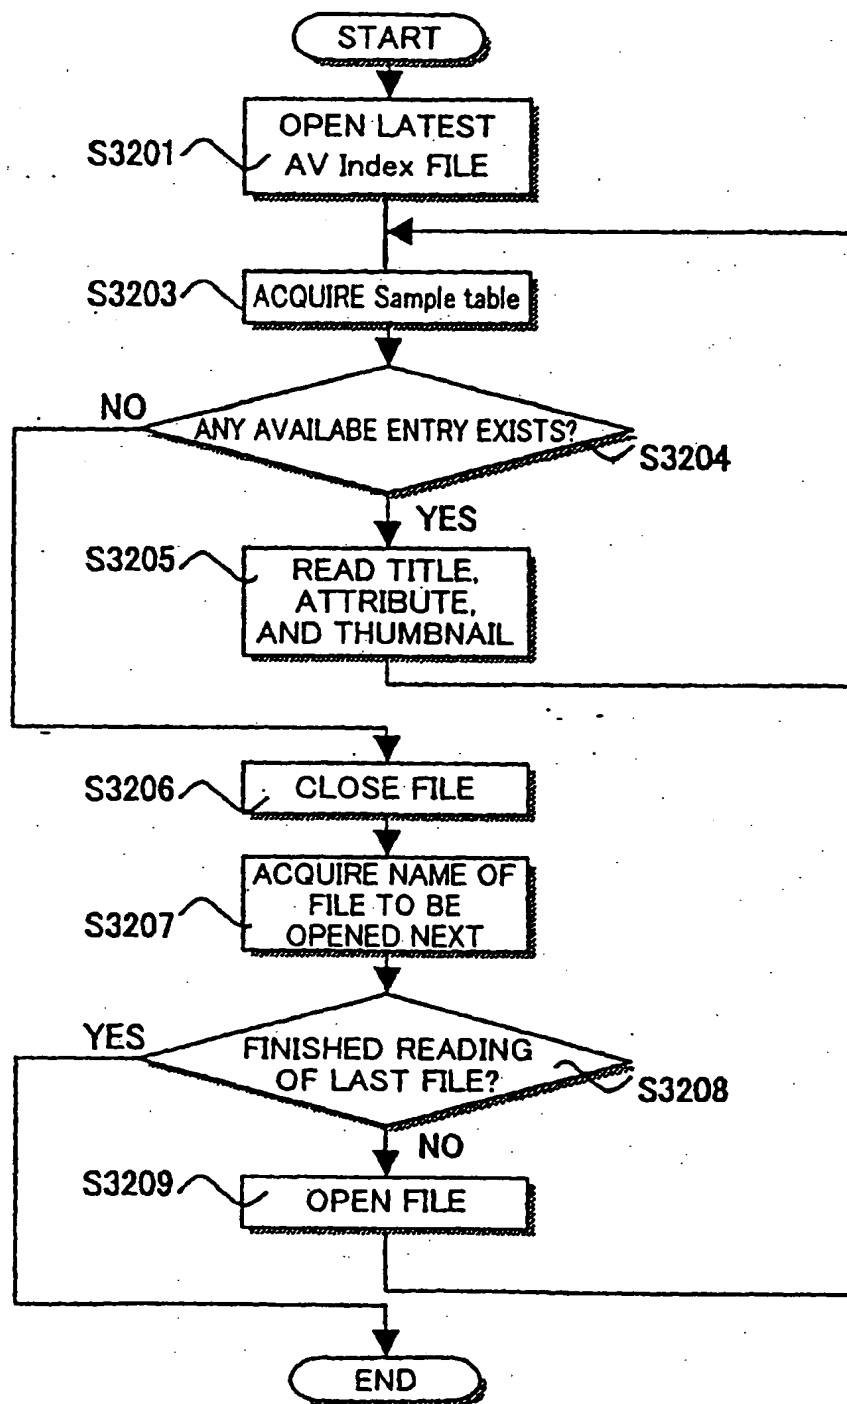 START
OPEN LATEST
S3201
AV Index FILE
S3203
ACQUIRE Sample table
NO
ANY AVAILABE ENTRY EXISTS?
S3204
YES
S3205
READ TITLE,
ATTRIBUTE,
AND THUMBNAIL
S3206
CLOSE FILE
ACQUIRE NAME OF
FILE TO BE
S3207
OPENED NEXT
YES
FINISHED READING
OF LAST FILE?
S3208
NO
S3209
OPEN FILE
END